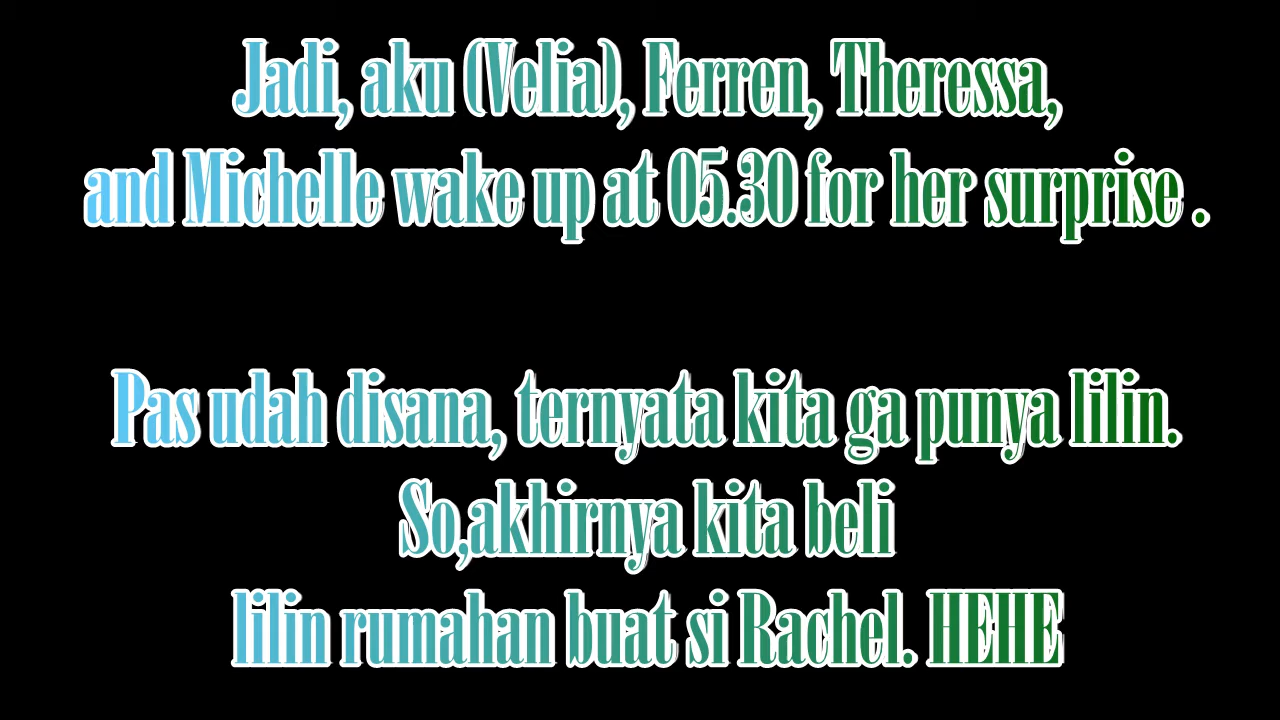 Jadi, aku (Velia), Ferren, Theressa,
and Michelle wake up at 05.30 for her surprise .
Pas udah disana, ternyata kita ga punya lilin.
So,akhirnya kita beli
lilin rumahan buat si Rachel. HEHE